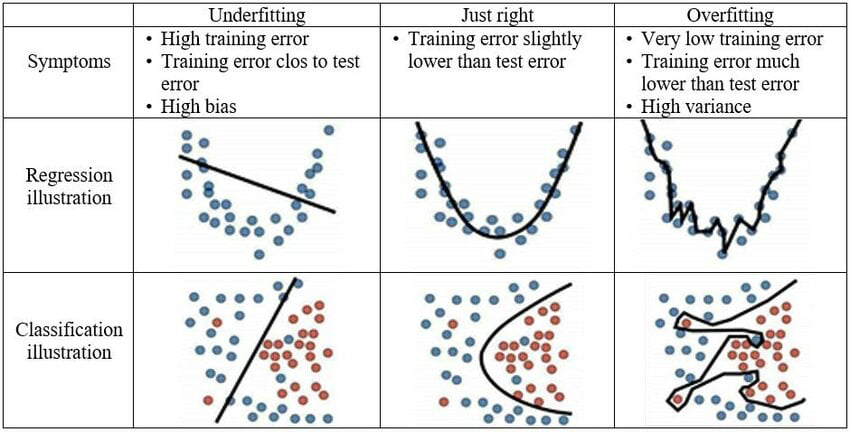 Underfitting
Just right
Overfitting
Symptoms
• High training error
• Training error clos to test
error
• High bias
• Training error slightly
lower than test error
• Very low training error
• Training error much
lower than test error
• High variance
Regression
illustration
Classification
illustration